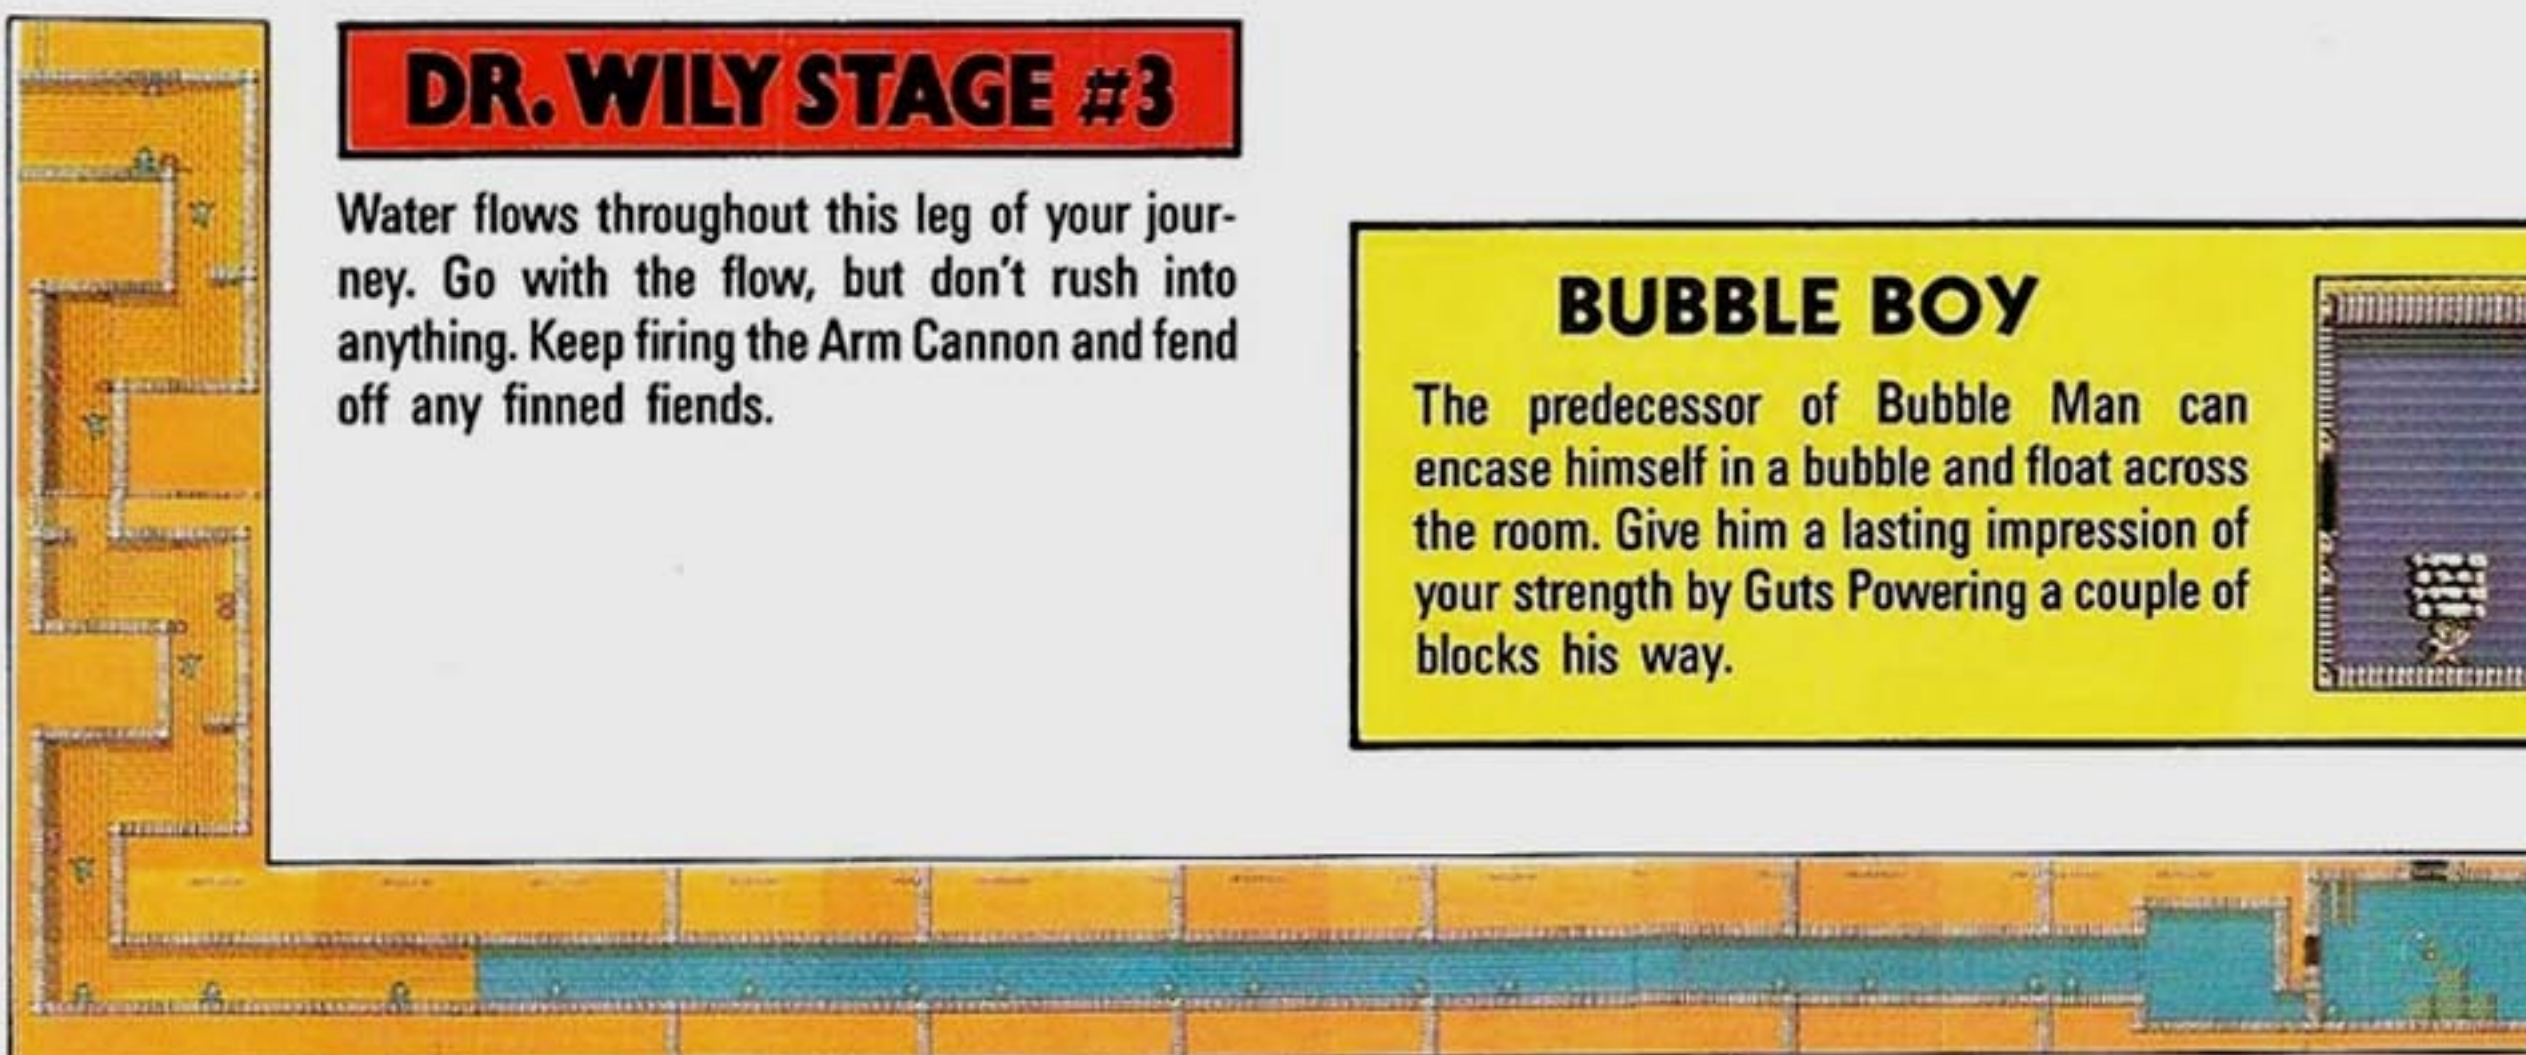 DR. WILY STAGE #3
Water flows throughout this leg of your jour-
ney. Go with the flow, but don't rush into
anything. Keep firing the Arm Cannon and fend
off any finned fiends.
BUBBLE BOY
The predecessor of Bubble Man can
encase himself in a bubble and float across
the room. Give him a lasting impression of
your strength by Guts Powering a couple of
blocks his way.